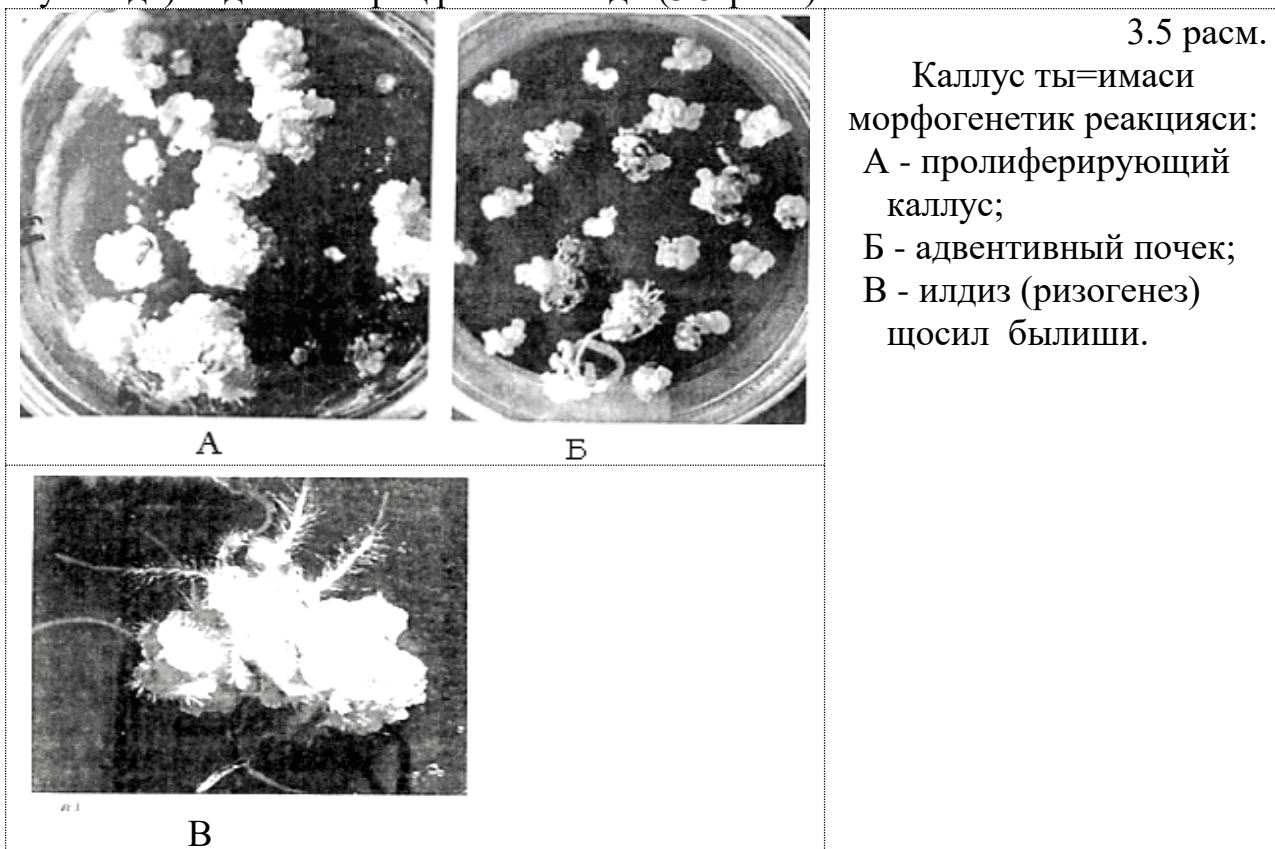 3.5 расм.
Каллус ты=имаси
морфогенетик реакцияси:
А - пролиферирующий
каллус;
Б - адвентивный почек;
В - илдиз (ризогенез)
щосил былиши.
А
Б
В